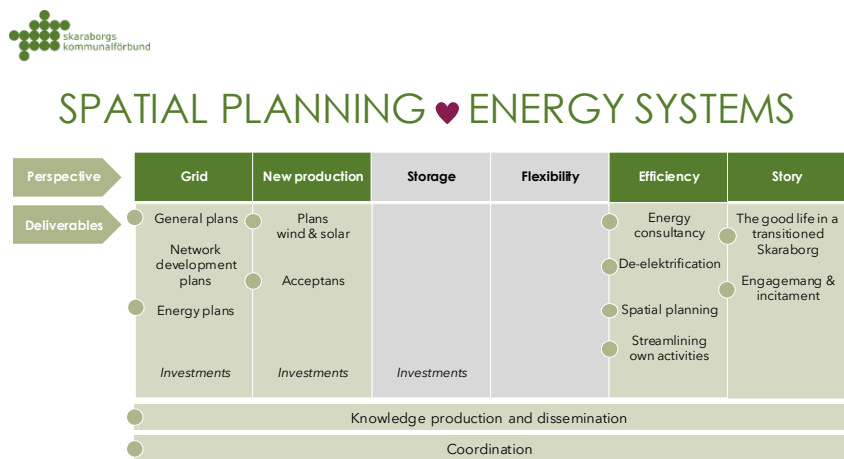 skaraborgs
kommunalförbund
SPATIAL PLANNING ENERGY SYSTEMS
Perspective
Grid
New production
Storage
Flexibility
Efficiency
Story
Deliverables
General plans
Network
development
plans
Energy plans
Investments
Plans
wind & solar
Acceptans
Investments
Investments
Energy
consultancy
De-elektrification
Spatial planning
Streamlining
own activities
The good life in a
transitioned
Skaraborg
Engagemang &
incitament
Knowledge production and dissemination
Coordination